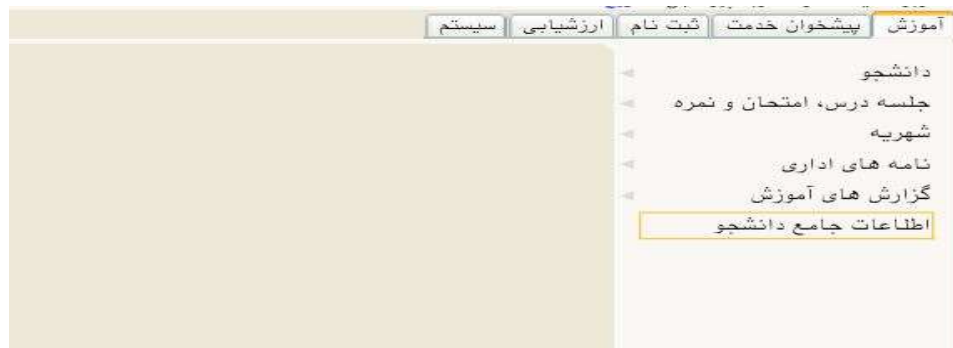 آموزش پیشخوان خدمت ثبت نام ارزشیابی سیستم
دانشجو
جلسه درس، امتحان و نمره
شهریه
نامه های اداری
گزارش های آموزش
اطلاعات جامع دانشجو